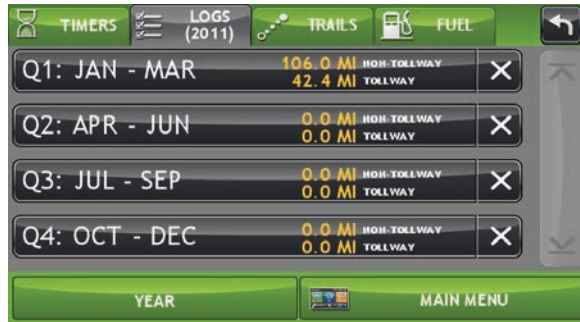 TIMERS
LOGS
(2011)
TRAILS
FUEL
Q1: JAN - MAR
106.0 MI NON-TOLLWAY
42.4 MI TOLLWAY
Q2: APR - JUN
0.0 MI NON-TOLLWAY
0.0 MI TOLLWAY
Q3: JUL - SEP
0.0 MI NON-TOLLWAY
0.0 MI TOLLWAY
Q4: OCT - DEC
0.0 MI NON-TOLLWAY
0.0 MI TOLLWAY
YEAR
MAIN MENU